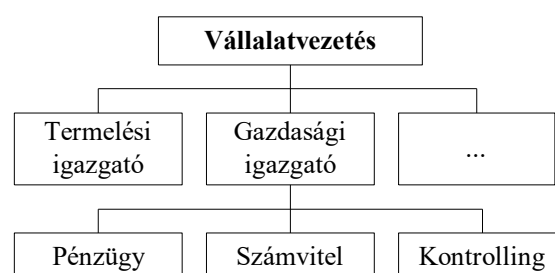 Vállalatvezetés
Termelési
igazgató
Gazdasági
igazgató
...
Pénzügy
Számvitel
Kontrolling